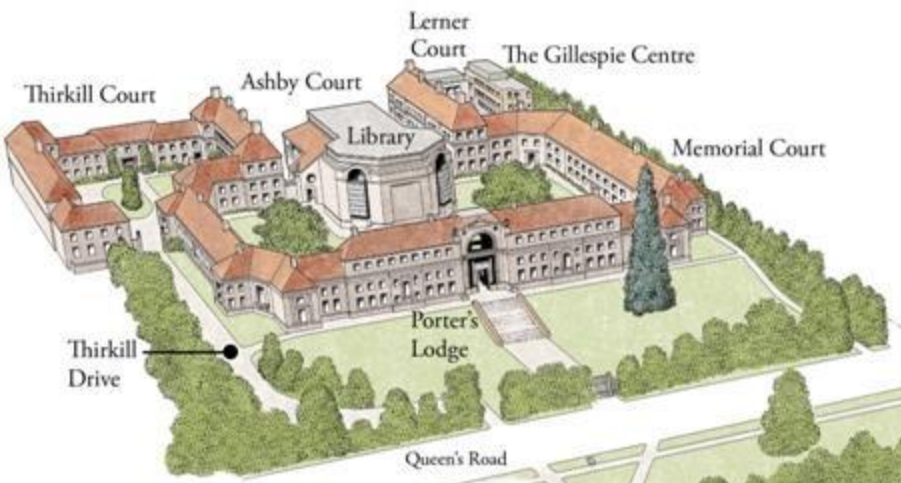 Lerner
Court
The Gillespie Centre
Ashby Court
Thirkill Court
Library
Memorial Court
Porter's
Lodge
Thirkill
Drive
Queen's Road